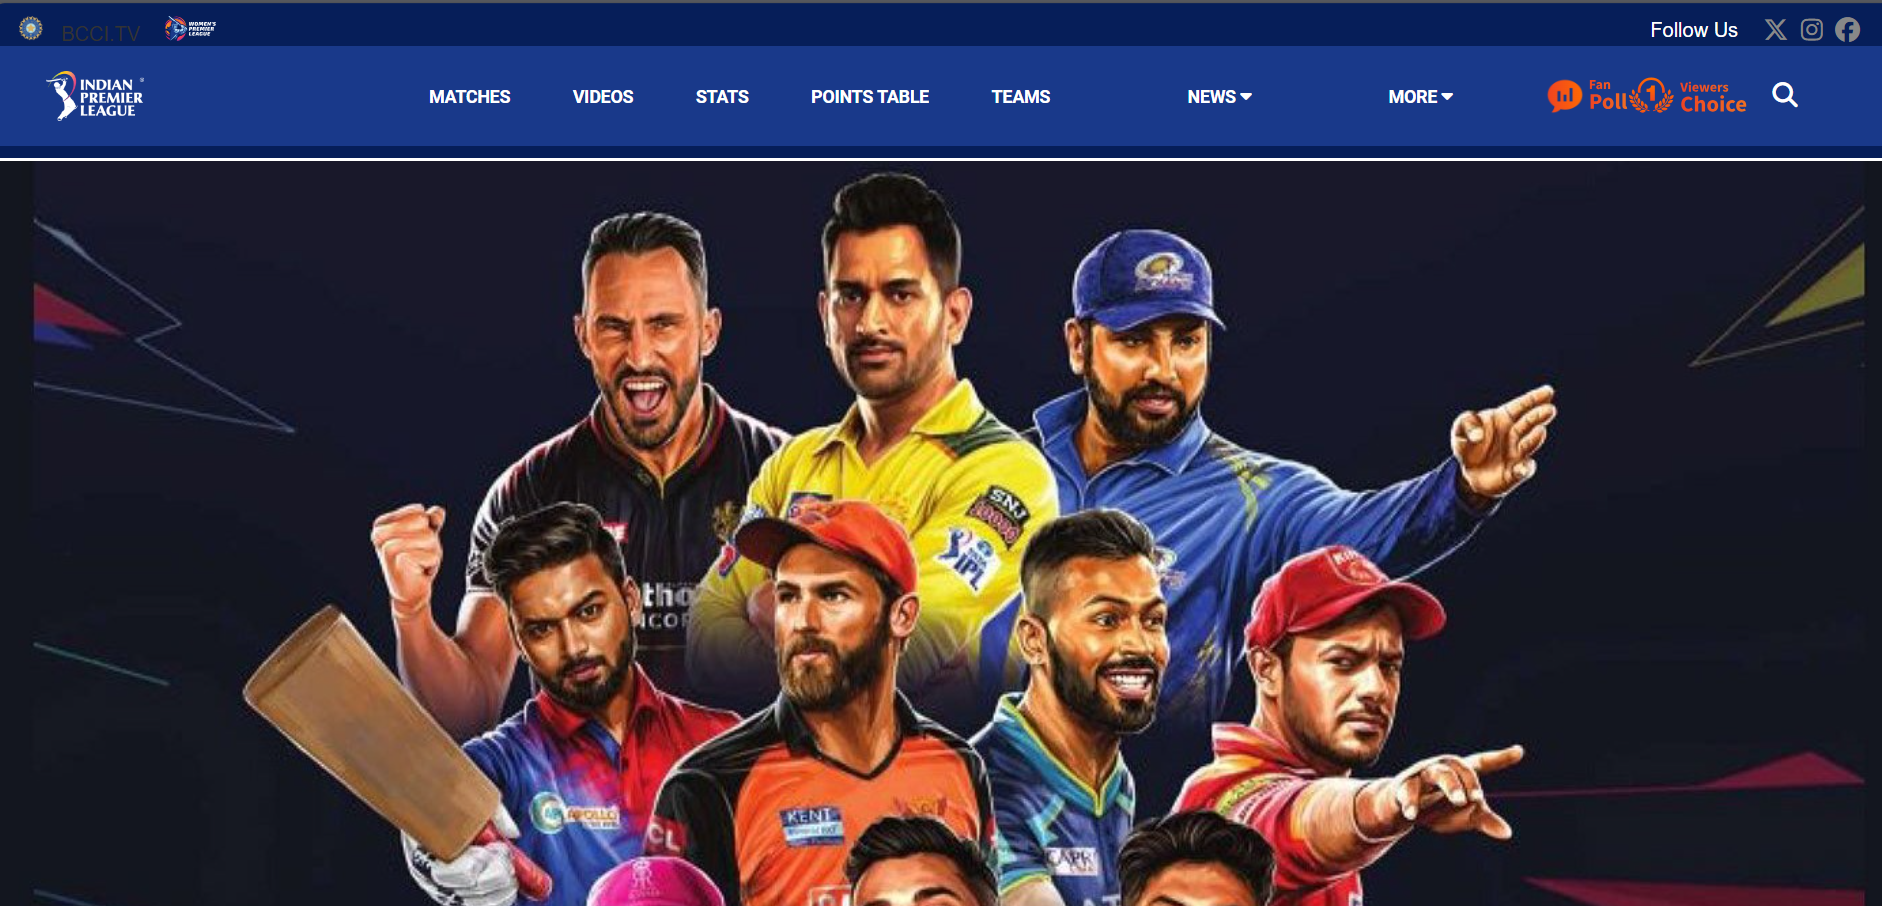 BCCI.TV
WOMEN'S
PREMIER
LEAGUE
Follow Us
INDIAN
PREMIER
LEAGUE
MATCHES
VIDEOS
STATS
POINTS TABLE
TEAMS
NEWS
MORE
Fan
Poll
1
Viewers
Choice
SNJ
10000
IPL
KENT
APOLLO
CAPRI